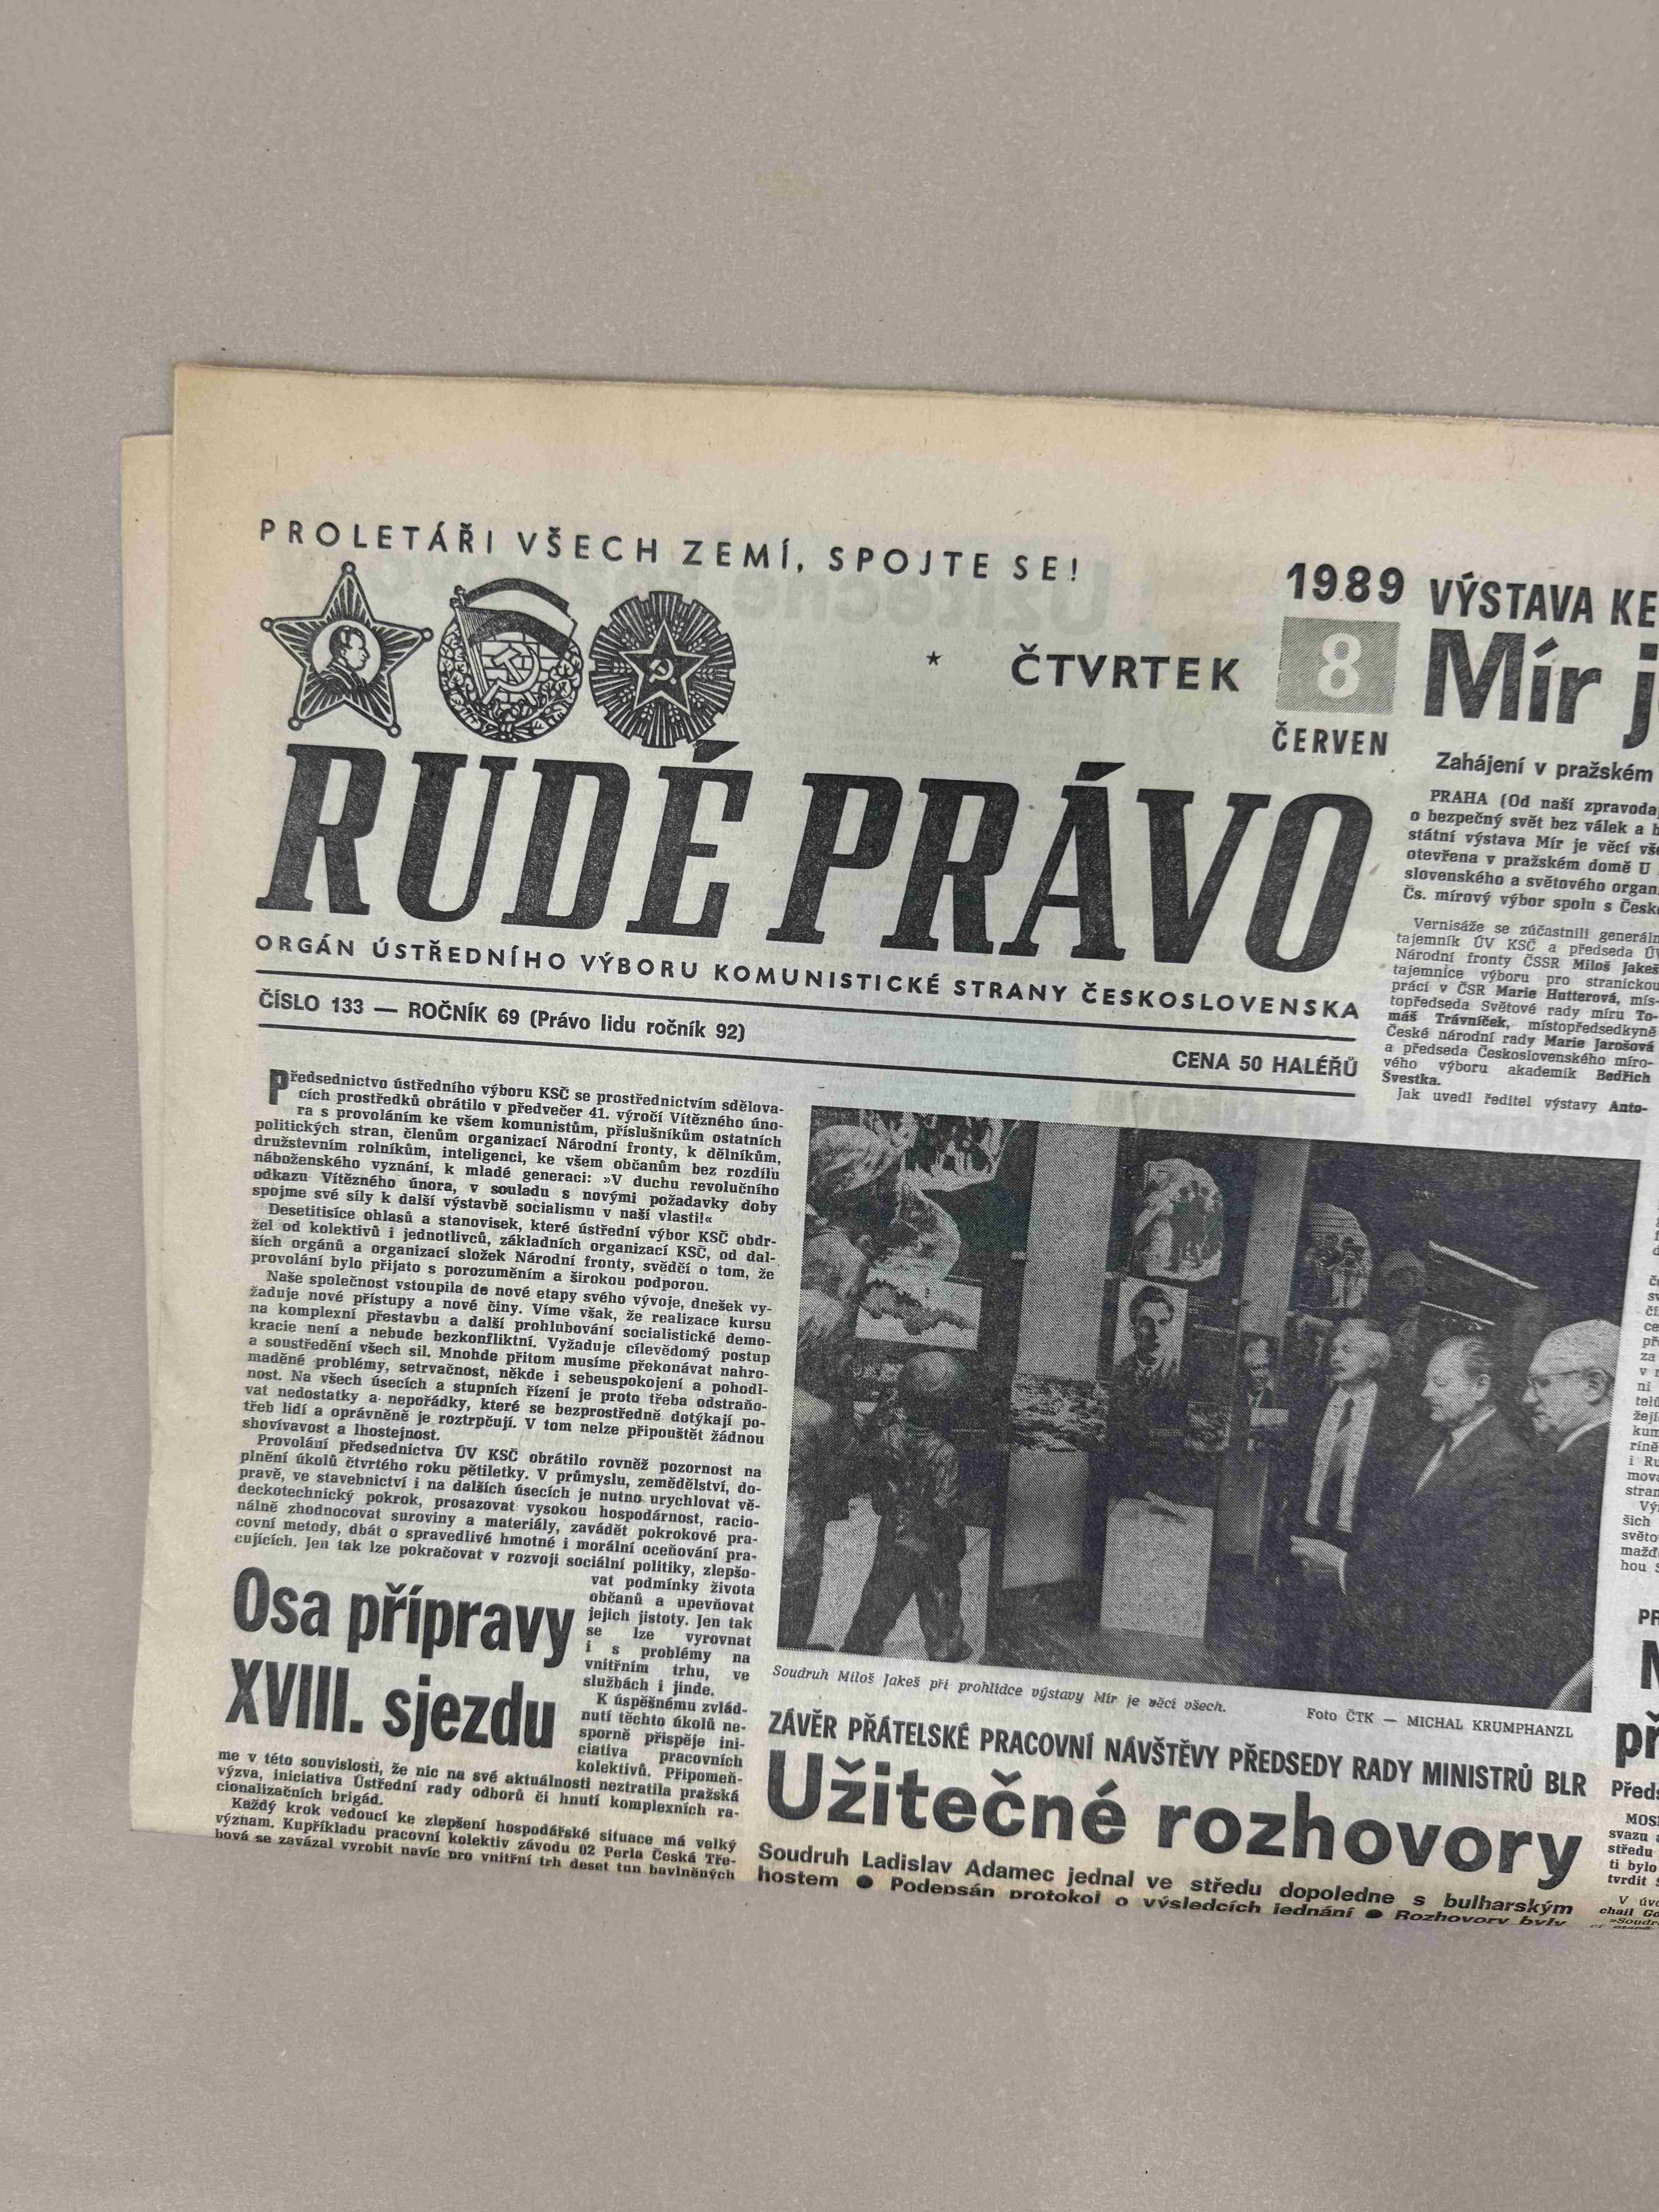 PROLETÁŘI VŠECH ZEMÍ, SPOJTE SE!
★ ČTVRTEK
1989
8
ČERVEN
RUDÉ PRÁVO
ORGÁN ÚSTŘEDNÍHO VÝBORU KOMUNISTICKÉ STRANY ČESKOSLOVENSKA
ČÍSLO 133 — ROČNÍK 69 (Právo lidu ročník 92)
CENA 50 HALÉŘŮ
Předsednictvo ústředního výboru KSČ se prostřednictvím sdělova-
cích prostředků obrátilo v předvečer 41. výročí Vítězného úno-
ra s provoláním ke všem komunistům, příslušníkům ostatních
politických stran, členům organizací Národní fronty, k dělníkům,
družstevním rolníkům, inteligenci, ke všem občanům bez rozdílu
náboženského vyznání, k mladé generaci: »V duchu revolučního
odkazu Vítězného února, v souladu s novými požadavky doby
spojme své síly k další výstavbě socialismu v naší vlasti!«
Desetitisíce ohlasů a stanovisek, které ústřední výbor KSČ obdr-
žel od kolektivů i jednotlivců, základních organizací KSČ, od dal-
ších orgánů a organizací složek Národní fronty, svědčí o tom, že
provolání bylo přijato s porozuměním a širokou podporou.
Naše společnost vstoupila do nové etapy svého vývoje, dnešek vy-
žaduje nové přístupy a nové činy. Víme však, že realizace kursu
na komplexní přestavbu a další prohlubování socialistické demo-
kracie není a nebude bezkonfliktní. Vyžaduje cílevědomý postup
a soustředění všech sil. Mnohde přitom musíme překonávat nahro-
maděné problémy, setrvačnost, někde i sebeuspokojení a pohodl-
nost. Na všech úsecích a stupních řízení je proto třeba odstraňo-
vat nedostatky a nepořádky, které se bezprostředně dotýkají po-
třeb lidí a oprávněně je roztrpčují. V tom nelze připouštět žádnou
shovívavost a lhostejnost.
Provolání předsednictva ÚV KSČ obrátilo rovněž pozornost na
plnění úkolů čtvrtého roku pětiletky. V průmyslu, zemědělství, do-
pravě, ve stavebnictví i na dalších úsecích je nutno urychlovat vě-
deckotechnický pokrok, prosazovat vysokou hospodárnost, racio-
nálně zhodnocovat suroviny a materiály, zavádět pokrokové pra-
covní metody, dbát o spravedlivé hmotné i morální oceňování pra-
cujících. Jen tak lze pokračovat v rozvoji sociální politiky, zlepšo-
vat podmínky života
občanů a upevňovat
jejich jistoty. Jen tak
se lze vyrovnat
i s problémy na
vnitřním trhu, ve
službách i jinde.
K úspěšnému zvlád-
nutí těchto úkolů ne-
sporně přispěje ini-
ciativa pracovních
kolektivů. Připomeň-
Osa přípravy
XVIII. sjezdu
me v této souvislosti, že nic na své aktuálnosti neztratila pražská
výzva, iniciativa Ústřední rady odborů či hnutí komplexních ra-
cionalizačních brigád.
Každý krok vedoucí ke zlepšení hospodářské situace má velký
význam. Kupříkladu pracovní kolektiv závodu 02 Perla Česká Tře-
bová se zavázal vyrobit navíc pro vnitřní trh deset tun bavlněných
Soudruh Miloš Jakeš při prohlídce výstavy Mír je věcí všech.
Foto ČTK — MICHAL KRUMPHANZL
ZÁVĚR PŘÁTELSKÉ PRACOVNÍ NÁVŠTĚVY PŘEDSEDY RADY MINISTRŮ BLR
Užitečné rozhovory
Soudruh Ladislav Adamec jednal ve středu dopoledne s bulharským
hostem ● Podepsán protokol o výsledcích jednání ● Rozhovory byly
VÝSTAVA KE
Mír j
Zahájení v pražském
PRAHA (Od naší zpravoda
o bezpečný svět bez válek a
státní výstava Mír je věcí vše
otevřena v pražském domě U
slovenského a světového organ
Čs. mírový výbor spolu s Česk
Vernisáže se zúčastnili generáln
tajemník ÚV KSČ a předseda ÚV
Národní fronty ČSSR Miloš Jakeš
tajemnice výboru pro stranickou
práci v ČSR Marie Hutterová, mís-
topředseda Světové rady míru To-
máš Trávníček, místopředsedkyně
České národní rady Marie Jarošová
a předseda Československého míro-
vého výboru akademik Bedřich
Švestka.
Jak uvedl ředitel výstavy Anto-